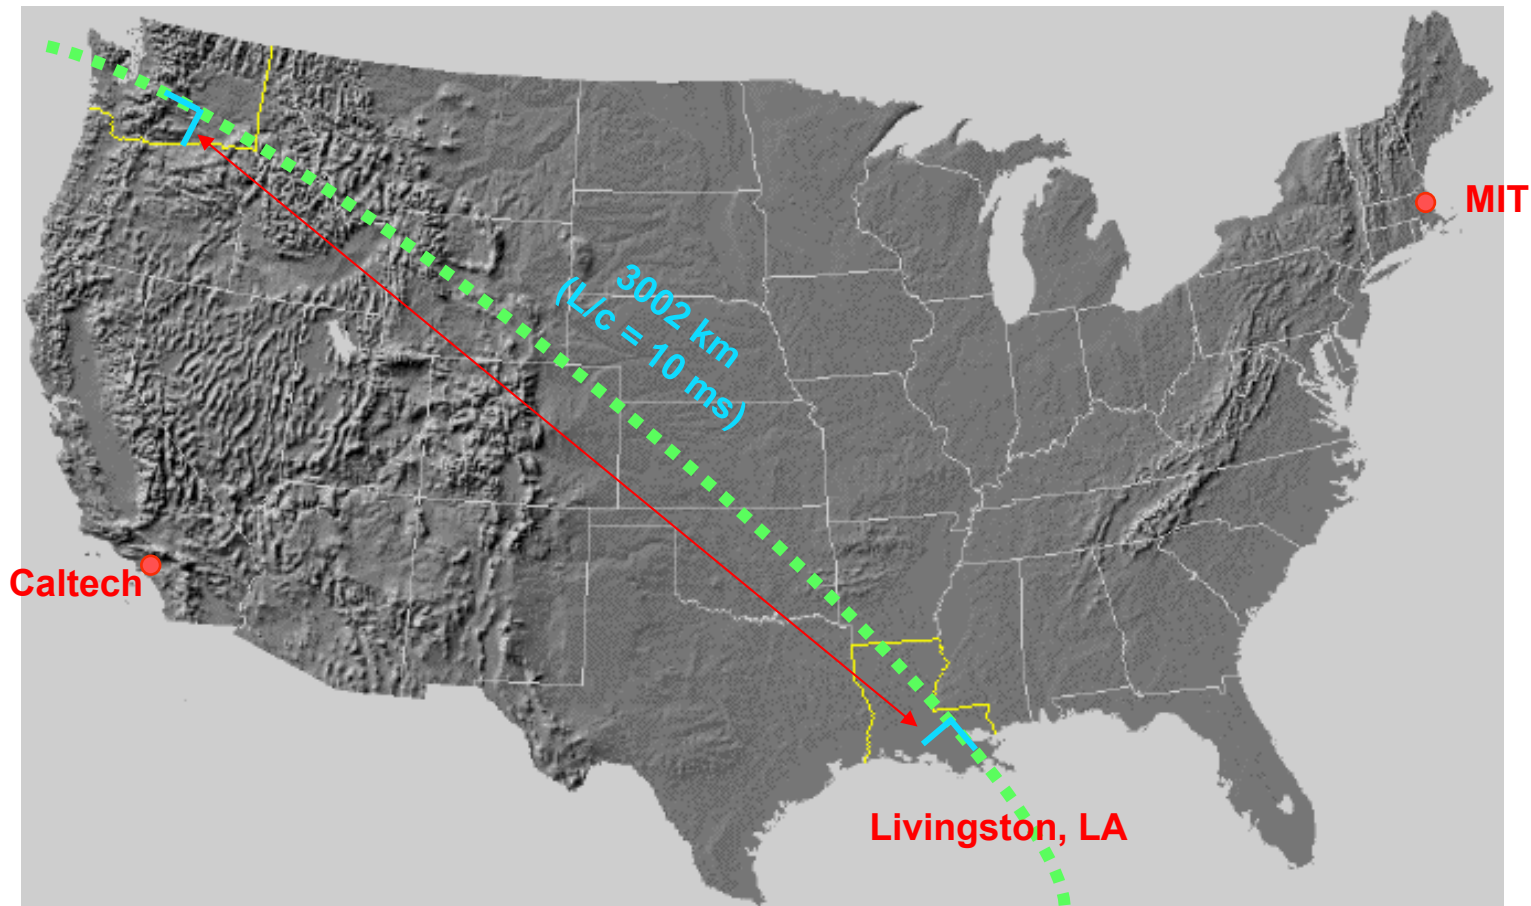 MIT
3002 km
(L/c = 10 ms)
Caltech
Livingston, LA